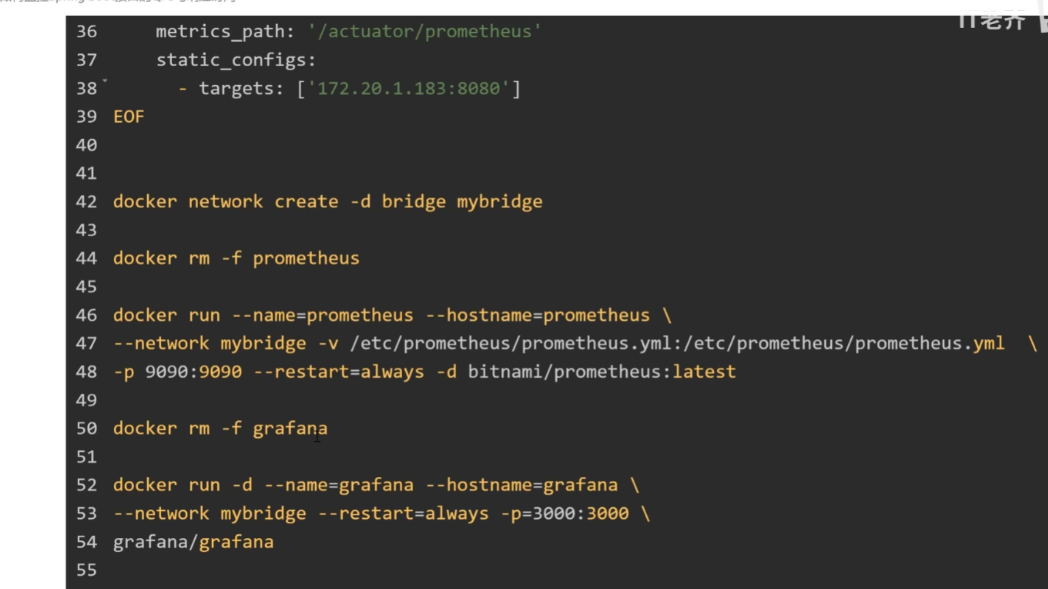 IT老齐
36 metrics_path: '/actuator/prometheus'
37 static_configs:
38 - targets: ['172.20.1.183:8080']
39 EOF
40
41
42 docker network create -d bridge mybridge
43
44 docker rm -f prometheus
45
46 docker run --name=prometheus --hostname=prometheus \
47 --network mybridge -v /etc/prometheus/prometheus.yml:/etc/prometheus/prometheus.yml \
48 -p 9090:9090 --restart=always -d bitnami/prometheus:latest
49
50 docker rm -f grafana
51
52 docker run -d --name=grafana --hostname=grafana \
53 --network mybridge --restart=always -p=3000:3000 \
54 grafana/grafana
55